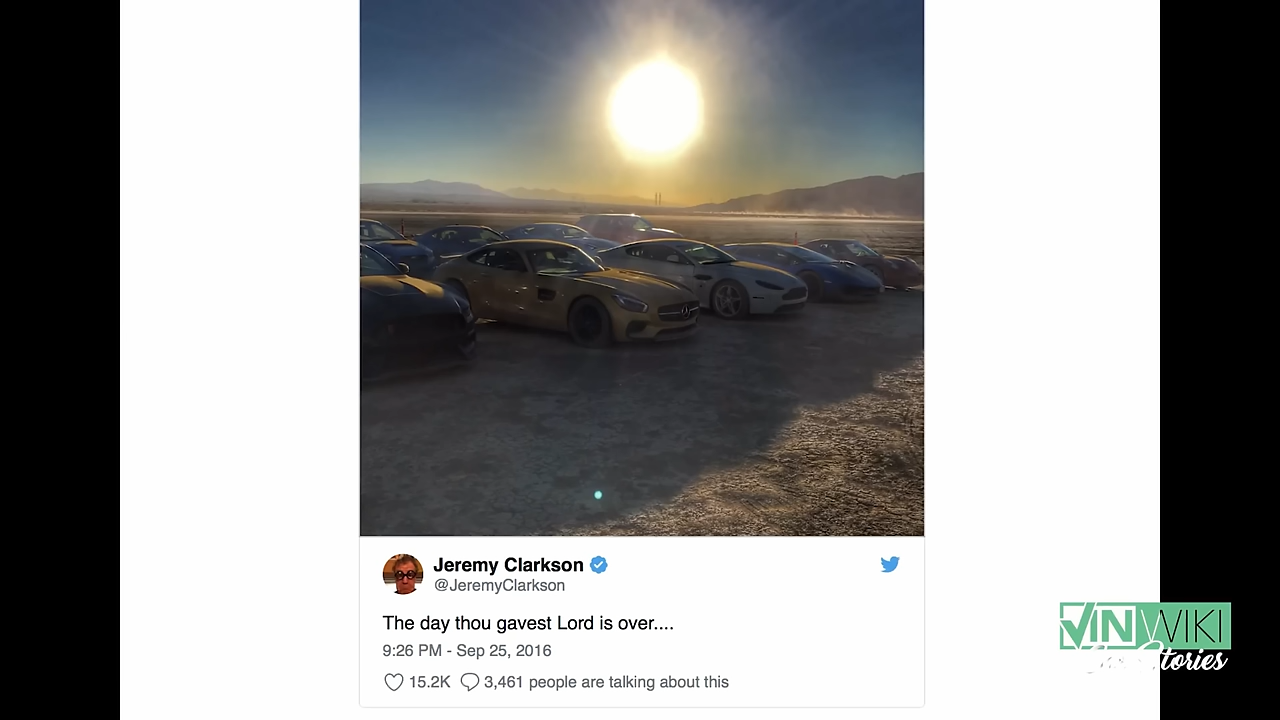 Jeremy Clarkson
@JeremyClarkson
The day thou gavest Lord is over....
9:26 PM - Sep 25, 2016
15.2K 3,461 people are talking about this
VINWIKI